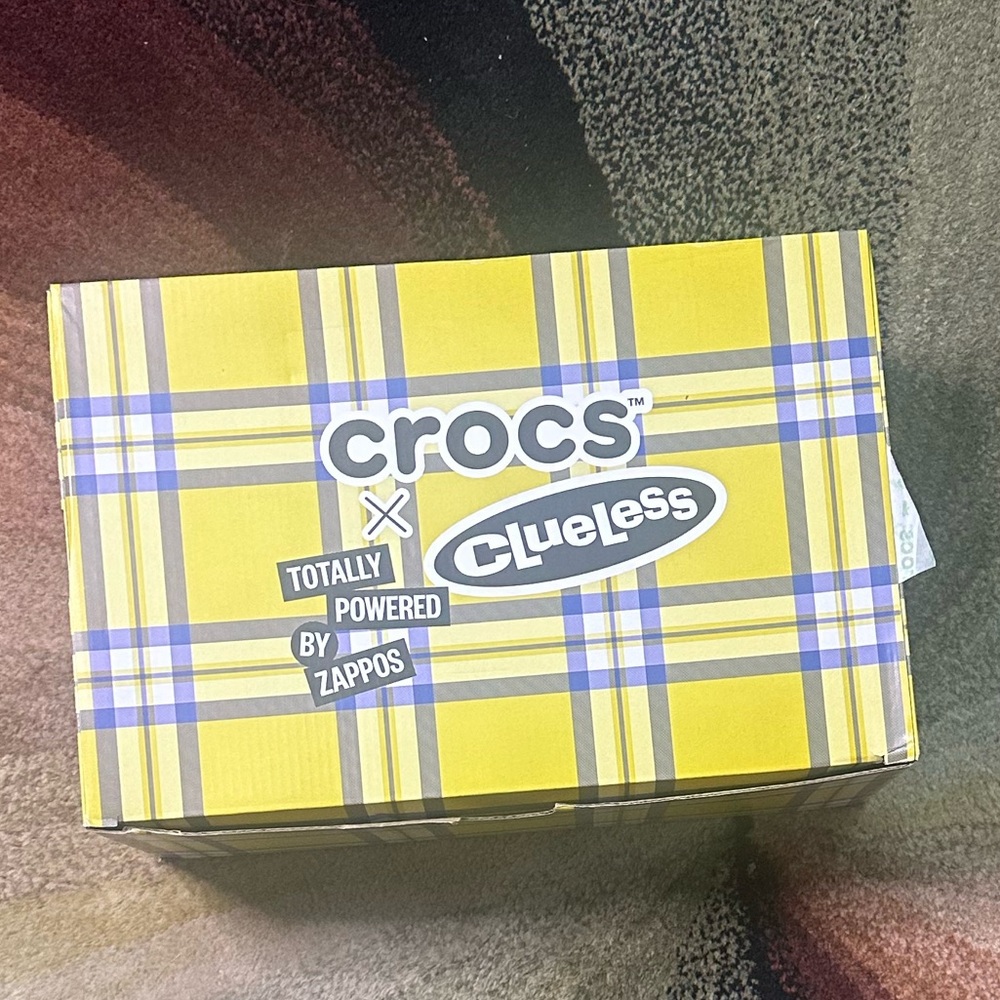 crocs™
×
CLUELESS
TOTALLY
POWERED
BY
ZAPPOS